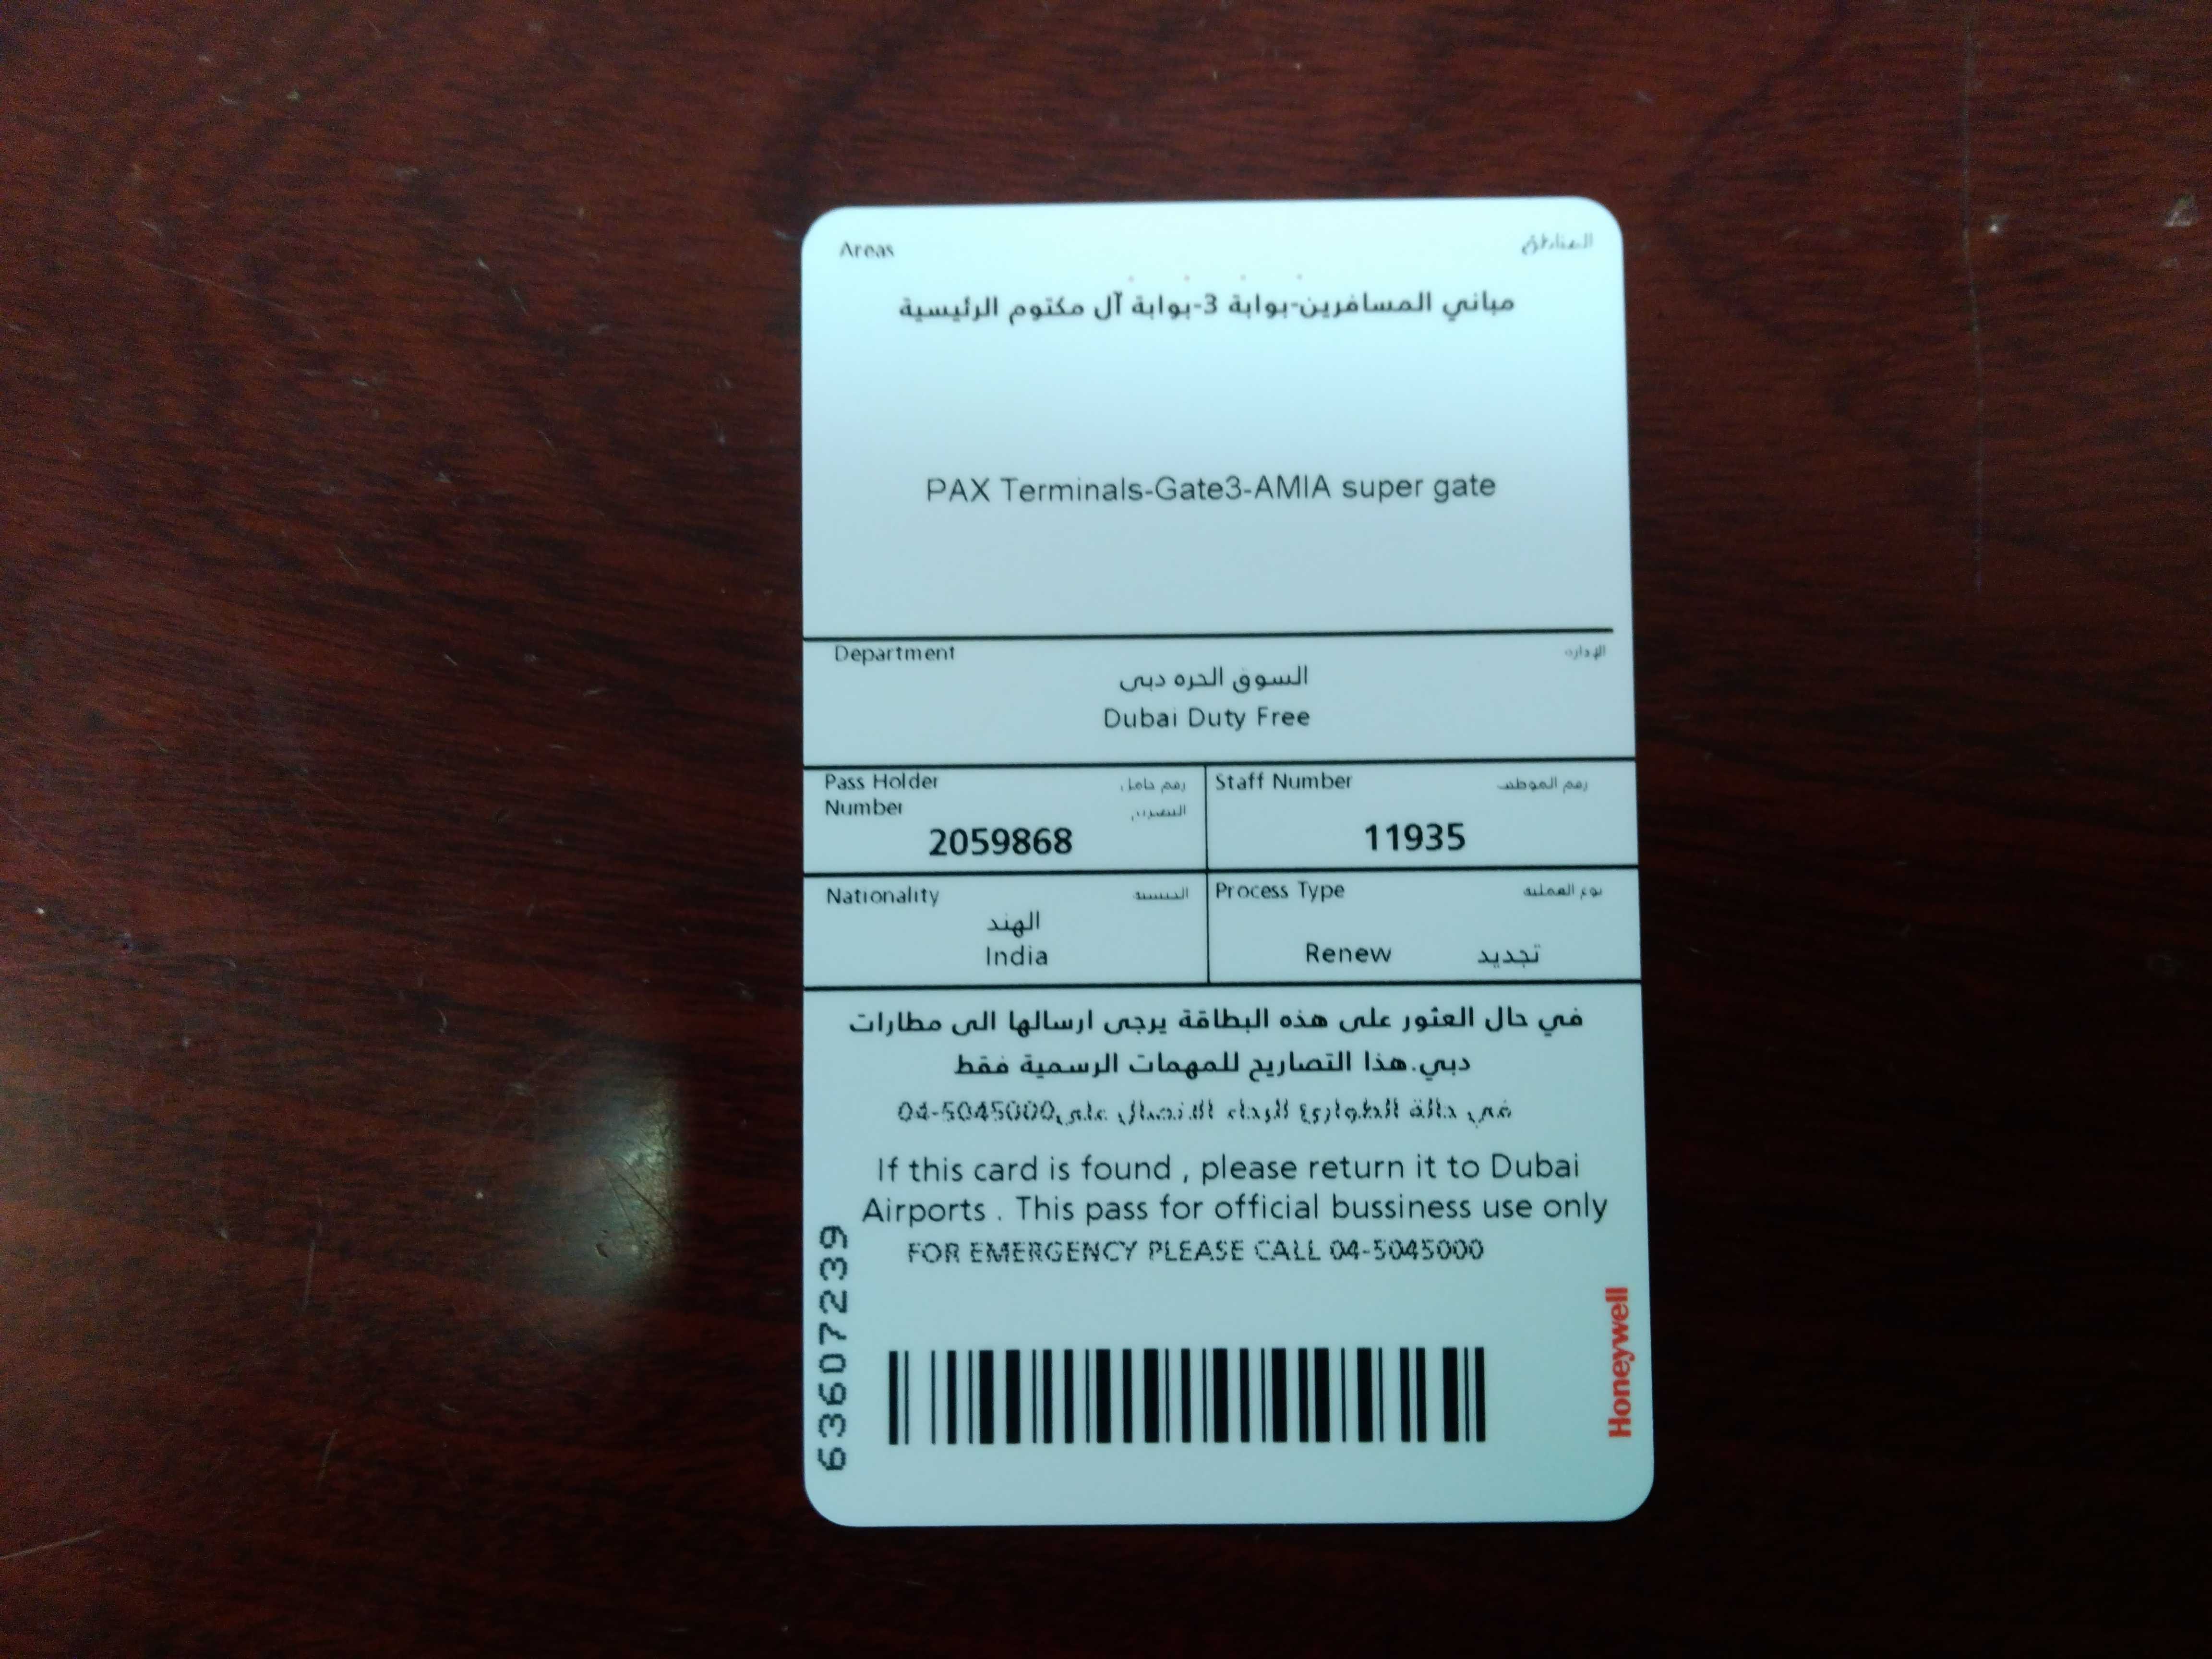 Areas المناطق
مباني المسافرين-بوابة 3-بوابة آل مكتوم الرئيسية
PAX Terminals-Gate3-AMIA super gate
Department الإدارة
السوق الحره دبى
Dubai Duty Free
Pass Holder رقم حامل
Number
2059868
Staff Number رقم الموظف
11935
Nationality الجنسية
الهند
India
Process Type نوع العملية
Renew تجديد
في حال العثور على هذه البطاقة يرجى ارسالها الى مطارات
دبي.هذا التصاريح للمهمات الرسمية فقط
في حالة الطوارئ الرجاء الاتصال على 04-5045000
If this card is found , please return it to Dubai
Airports . This pass for official bussiness use only
FOR EMERGENCY PLEASE CALL 04-5045000
63607239
Honeywell